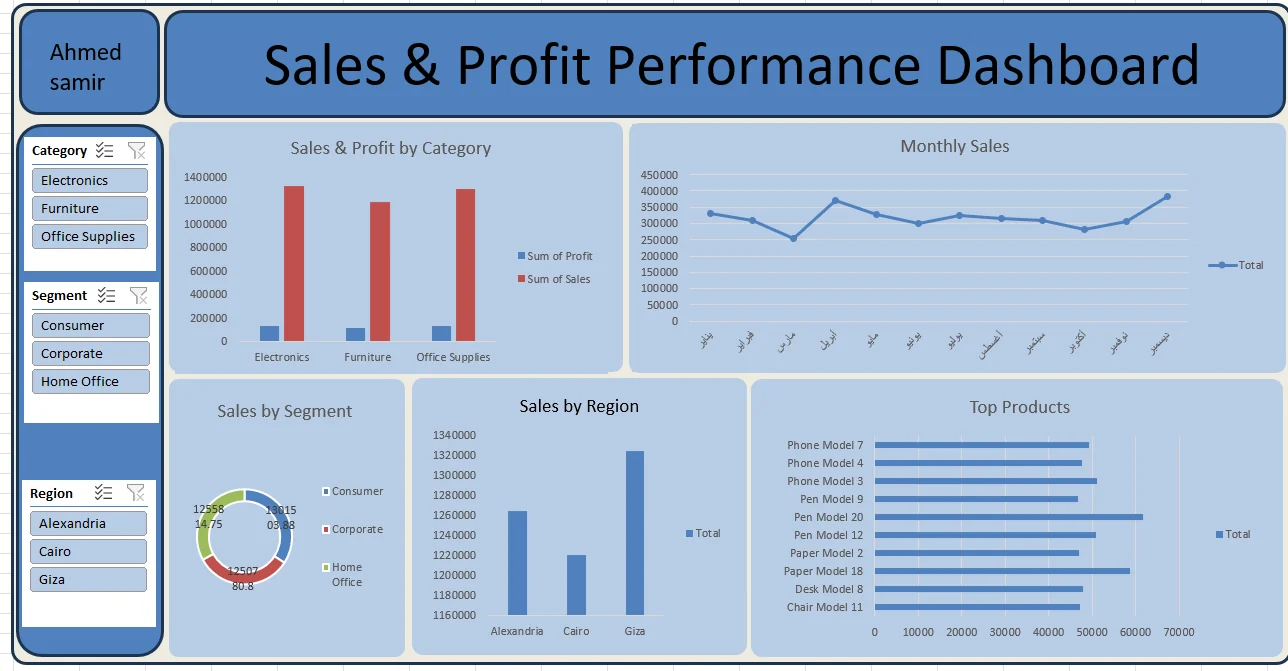 Ahmed
samir
Sales & Profit Performance Dashboard
Category
Electronics
Furniture
Office Supplies
Segment
Consumer
Corporate
Home Office
Region
Alexandria
Cairo
Giza
Sales & Profit by Category
1400000
1200000
1000000
800000
600000
400000
200000
0
Electronics Furniture Office Supplies
Sum of Profit
Sum of Sales
Monthly Sales
450000
400000
350000
300000
250000
200000
150000
100000
50000
0
يناير فبراير مارس أبريل مايو يونيو يوليو أغسطس سبتمبر أكتوبر نوفمبر ديسمبر
Total
Sales by Segment
12558
14.75
13015
03.88
12507
80.8
Consumer
Corporate
Home
Office
Sales by Region
1340000
1320000
1300000
1280000
1260000
1240000
1220000
1200000
1180000
1160000
Alexandria Cairo Giza
Total
Top Products
Phone Model 7
Phone Model 4
Phone Model 3
Pen Model 9
Pen Model 20
Pen Model 12
Paper Model 2
Paper Model 18
Desk Model 8
Chair Model 11
0 10000 20000 30000 40000 50000 60000 70000
Total